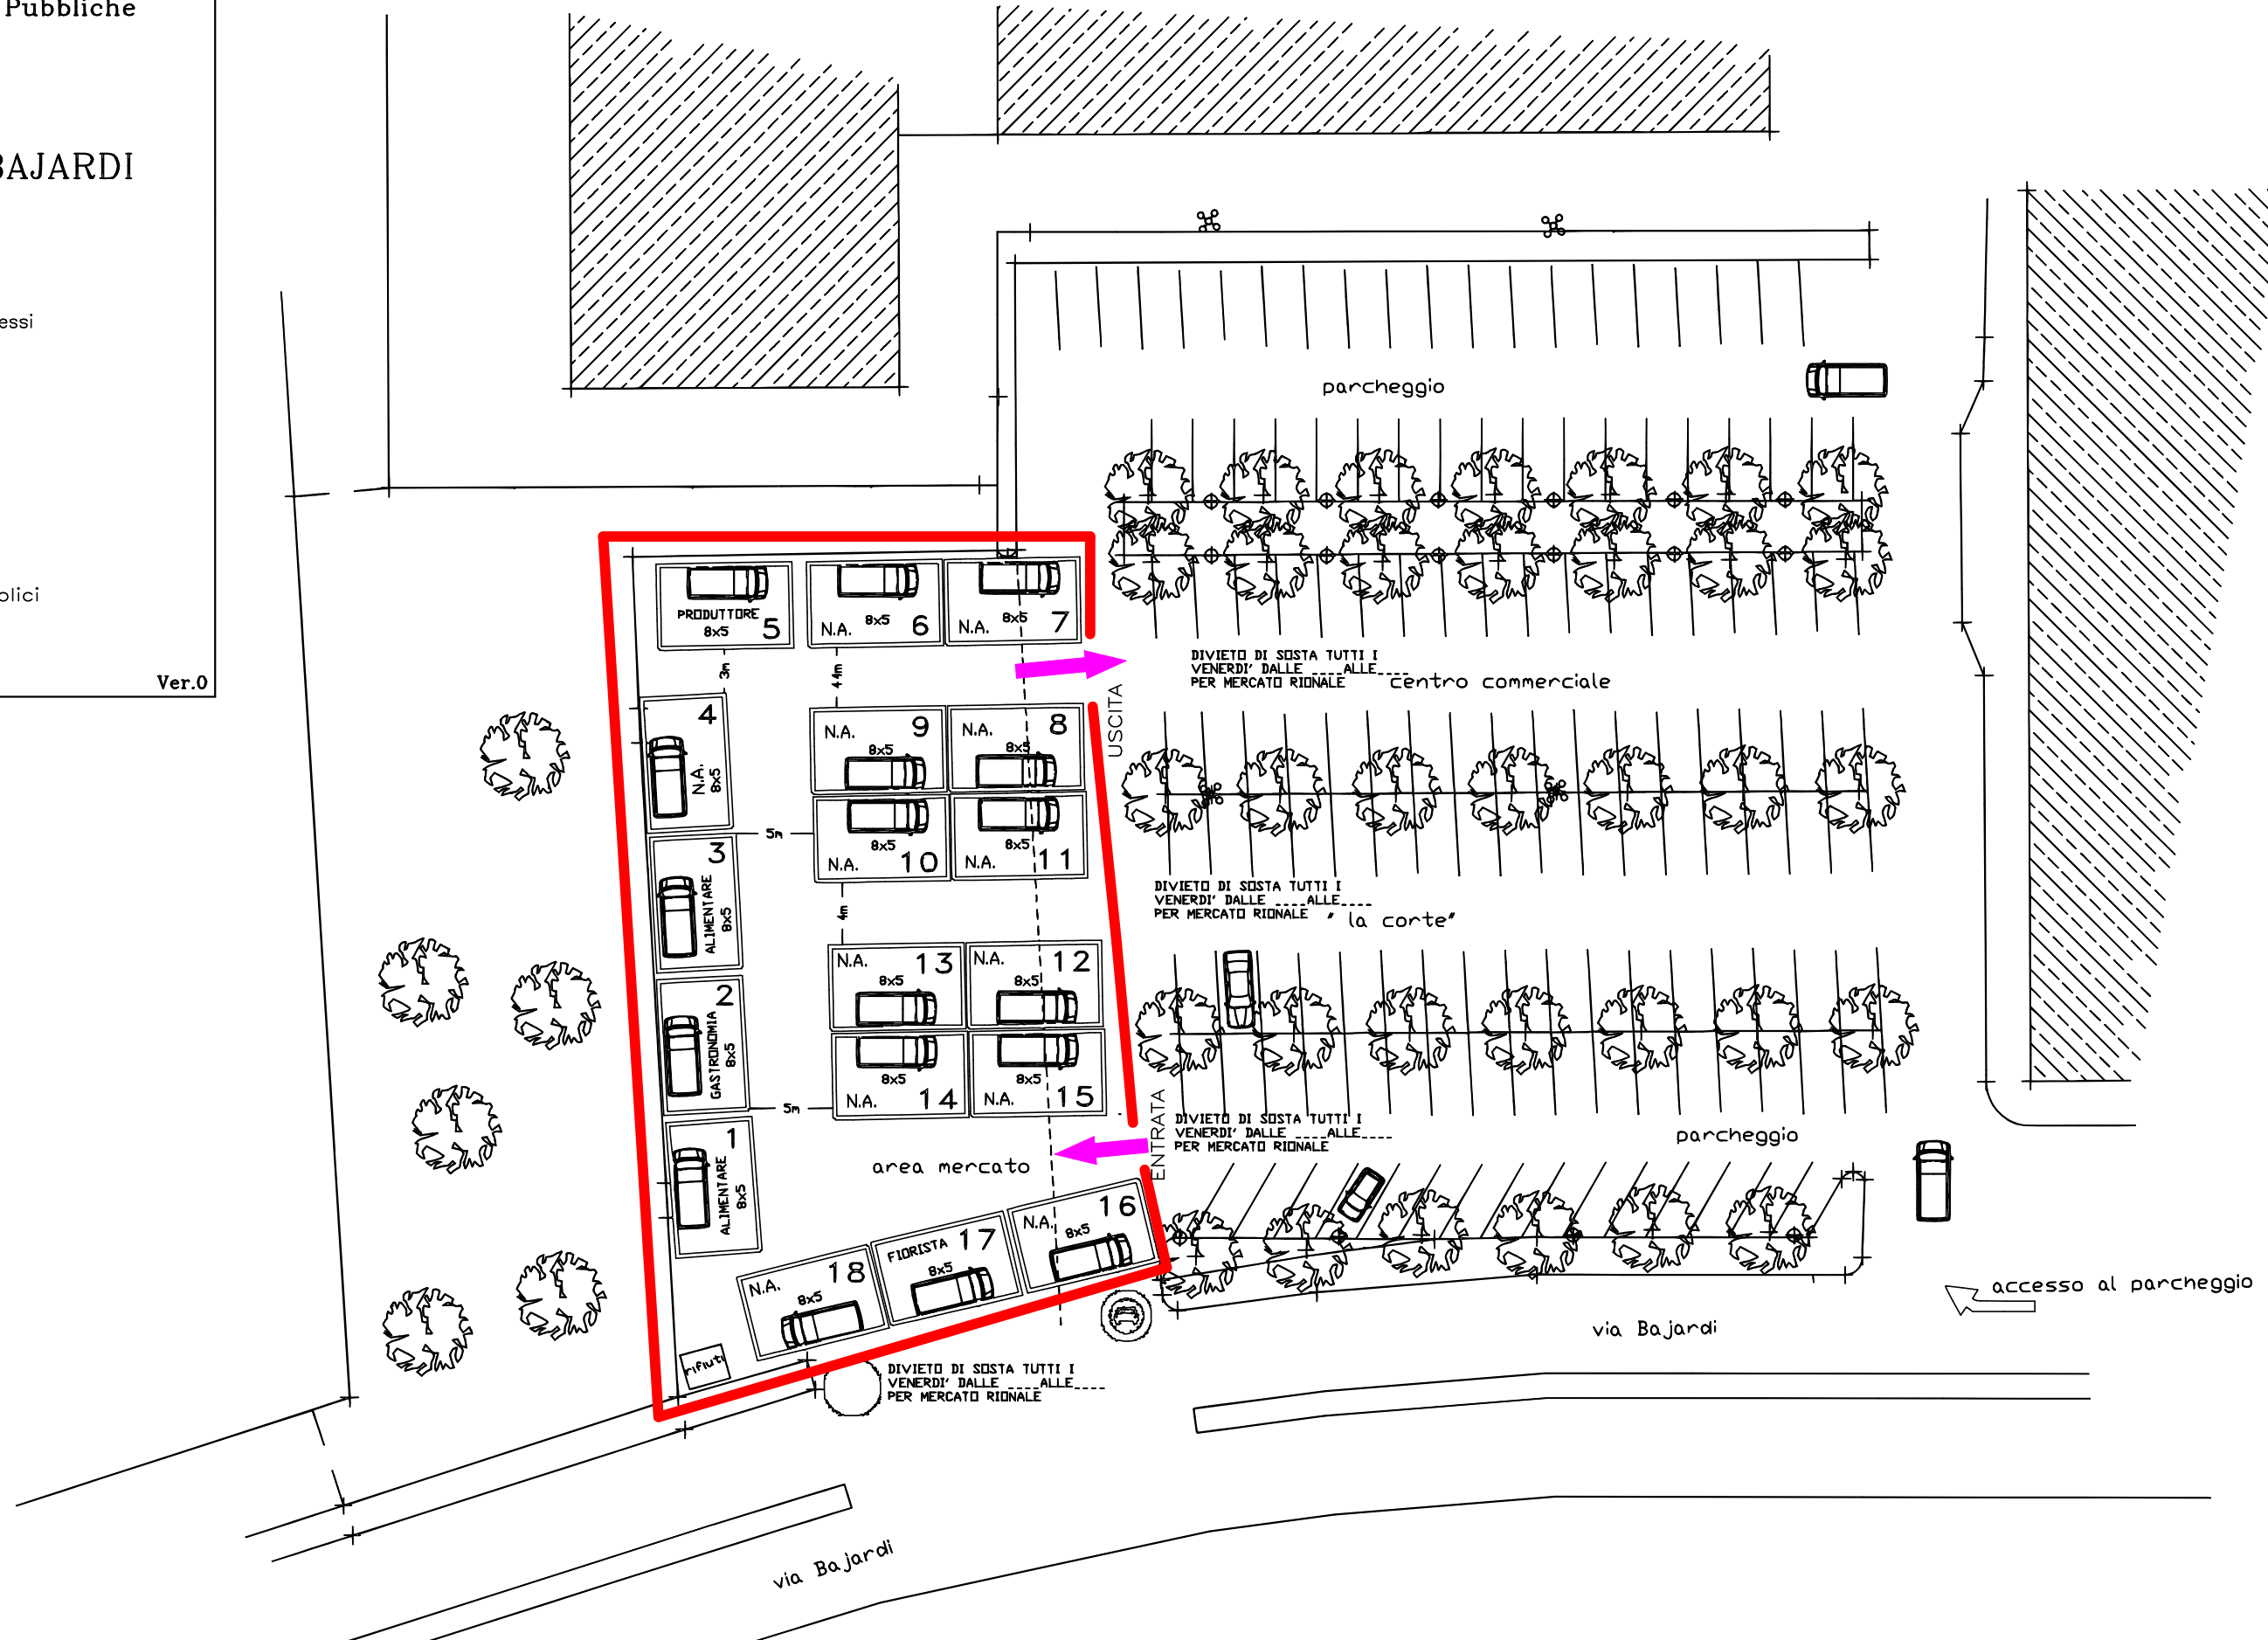 Pubbliche
BAJARDI
essi
olici
Ver.0
parcheggio
PRODUTTORE
8x5
5
N.A.
8x5
6
N.A.
8x5
7
3m
4.4m
DIVIETO DI SOSTA TUTTI I
VENERDI' DALLE ____ALLE____
PER MERCATO RIONALE
centro commerciale
USCITA
4
N.A.
8x5
N.A.
9
8x5
N.A.
8
8x5
5m
3
ALIMENTARE
8x5
8x5
N.A.
10
8x5
N.A.
11
4m
DIVIETO DI SOSTA TUTTI I
VENERDI' DALLE ____ALLE____
PER MERCATO RIONALE
" la corte"
2
GASTRONOMIA
8x5
N.A.
13
8x5
N.A.
12
8x5
8x5
N.A.
14
8x5
N.A.
15
5m
ENTRATA
DIVIETO DI SOSTA TUTTI I
VENERDI' DALLE ____ALLE____
PER MERCATO RIONALE
parcheggio
1
ALIMENTARE
8x5
area mercato
N.A.
16
8x5
FIORISTA
17
8x5
N.A.
18
8x5
rifiuti
accesso al parcheggio
via Bajardi
DIVIETO DI SOSTA TUTTI I
VENERDI' DALLE ____ALLE____
PER MERCATO RIONALE
via Bajardi